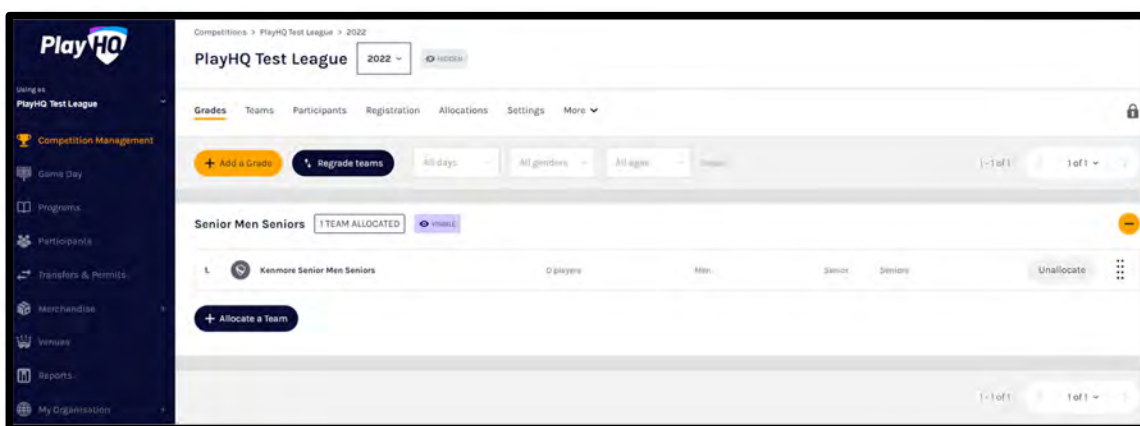 PlayHQ
Using as
PlayHQ Test League
Competition Management
Game Day
Programs
Participants
Transfers & Permits
Merchandise
Venues
Reports
My Organisation
Competitions > PlayHQ Test League > 2022
PlayHQ Test League 2022 HIDDEN
Grades Teams Participants Registration Allocations Settings More
+ Add a Grade Regrade teams All days All genders All ages 1-1 of 1 1 of 1
Senior Men Seniors 1 TEAM ALLOCATED VISIBLE
1. Kenmore Senior Men Seniors 0 players Men Senior Seniors Unallocate
+ Allocate a Team
1-1 of 1 1 of 1